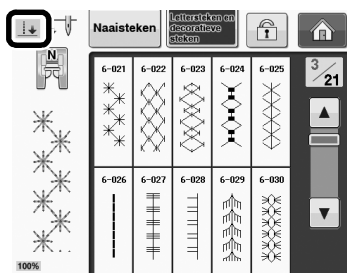 Naaisteken
Lettersteken en
decoratieve
steken
N
3/21
6-021 6-022 6-023 6-024 6-025
6-026 6-027 6-028 6-029 6-030
100%